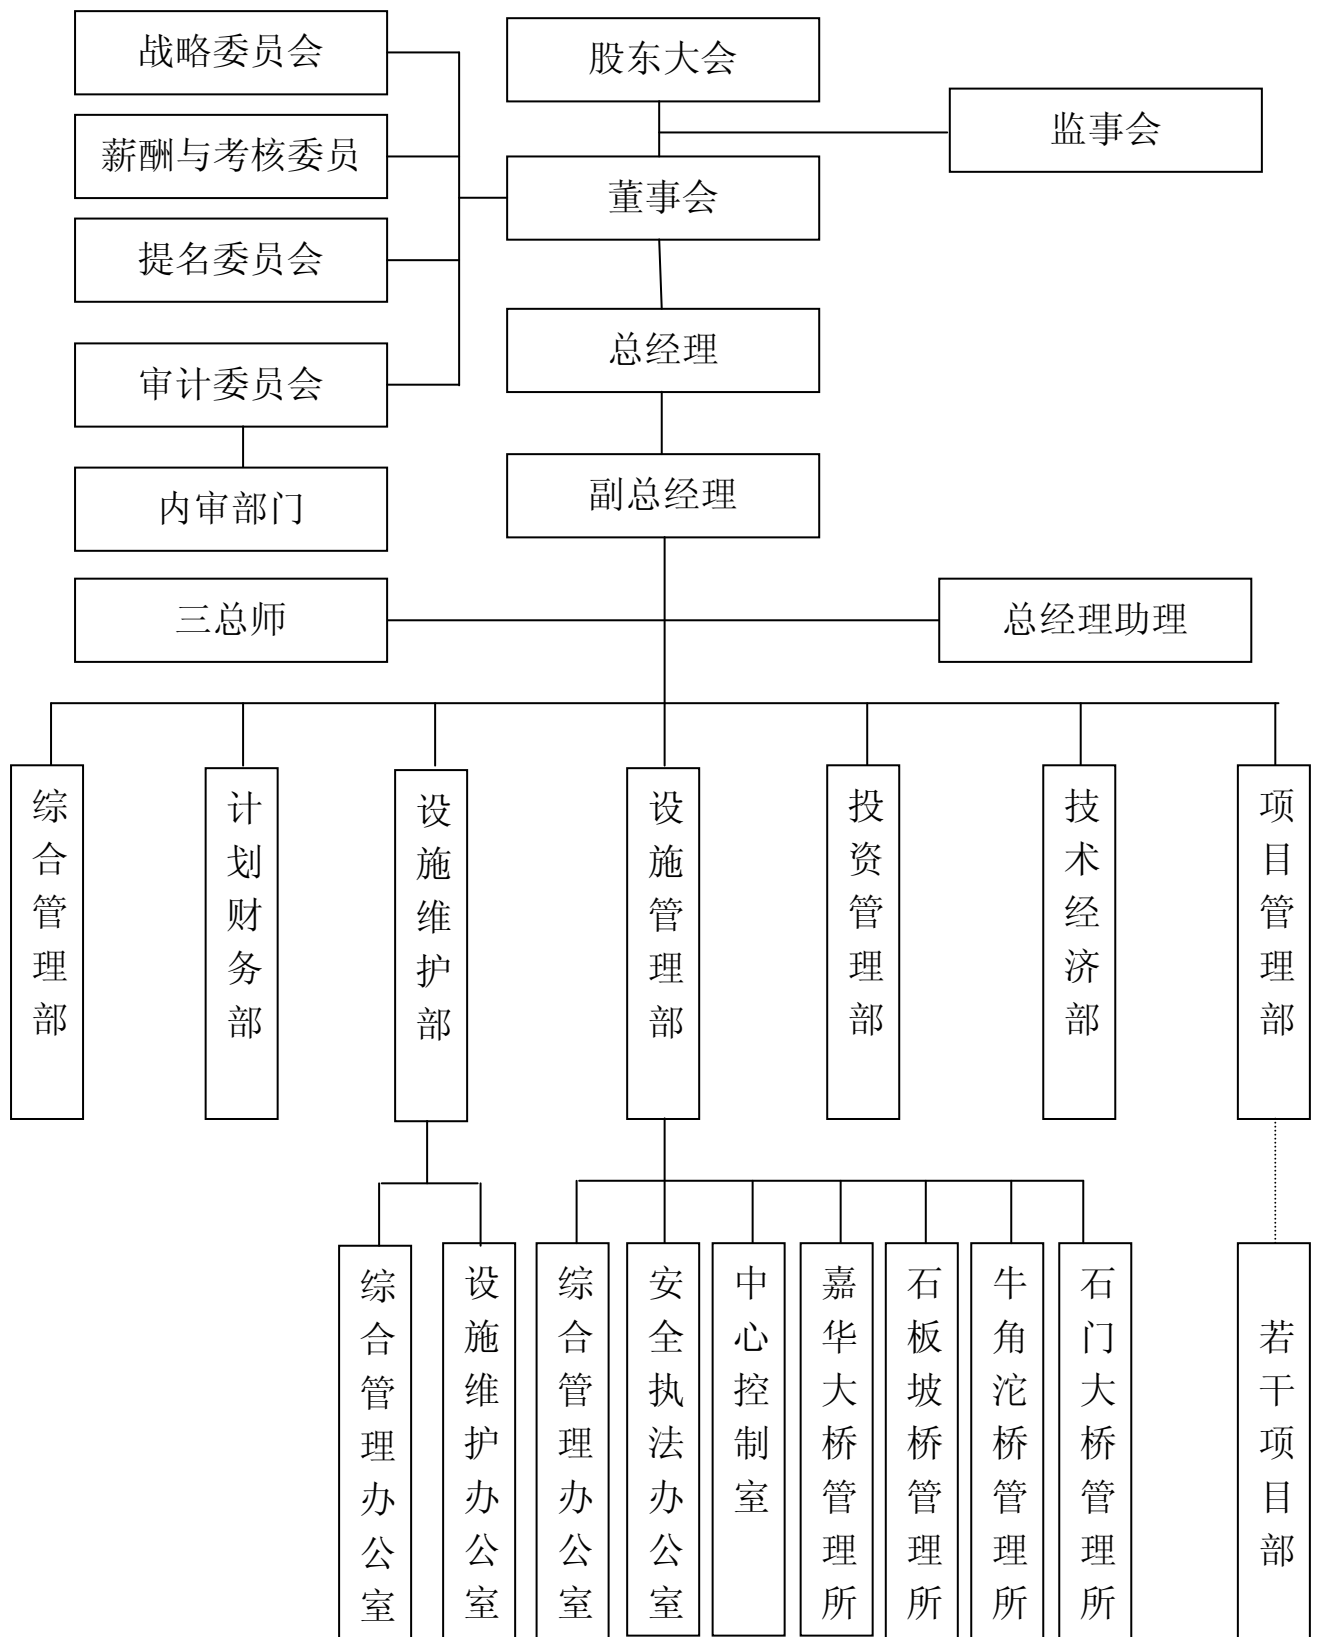 战略委员会
股东大会
监事会
薪酬与考核委员
董事会
提名委员会
总经理
审计委员会
副总经理
内审部门
三总师
总经理助理
综合管理部
计划财务部
设施维护部
设施管理部
投资管理部
技术经济部
项目管理部
综合管理办公室
设施维护办公室
综合管理办公室
安全执法办公室
中心控制室
嘉华大桥管理所
石板坡桥管理所
牛角沱桥管理所
石门大桥管理所
若干项目部